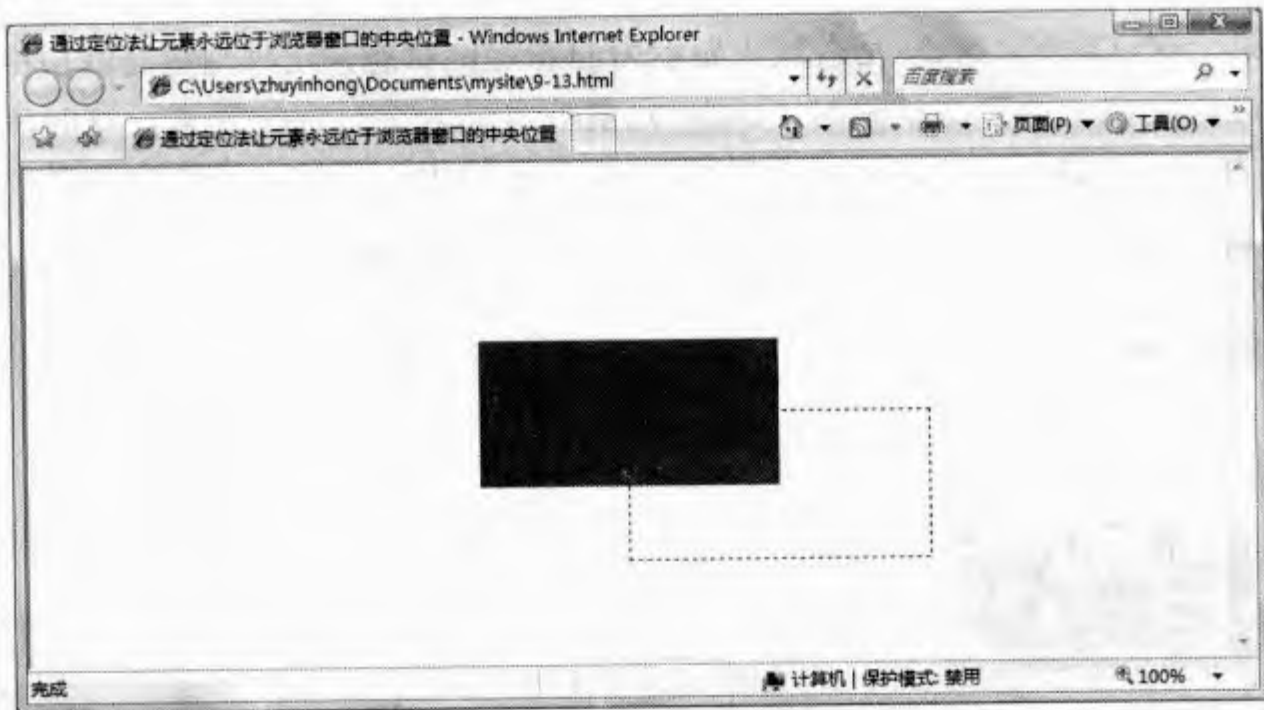 通过定位法让元素永远位于浏览器窗口的中央位置 - Windows Internet Explorer
C:\Users\zhuyinhong\Documents\mysite\9-13.html 百度搜索
通过定位法让元素永远位于浏览器窗口的中央位置 页面(P) 工具(O)
完成 计算机 | 保护模式: 禁用 100%